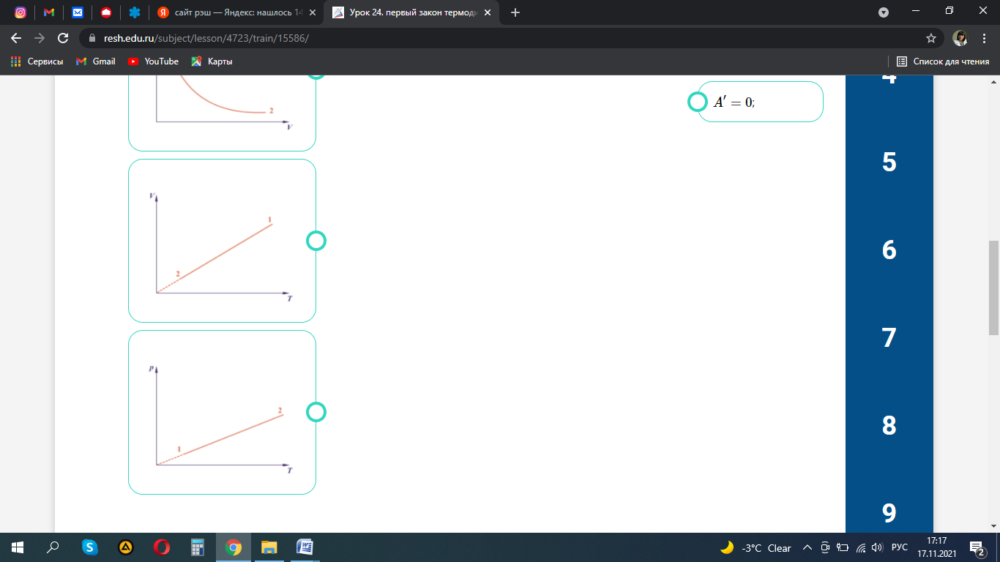 сайт рэш — Яндекс: нашлось 14
Урок 24. первый закон термоди
resh.edu.ru/subject/lesson/4723/train/15586/
Сервисы
Gmail
YouTube
Карты
Список для чтения
4
A′ = 0;
2
V
5
V
1
2
T
6
7
p
2
1
T
8
9
-3°C Clear
РУС
17:17
17.11.2021
2